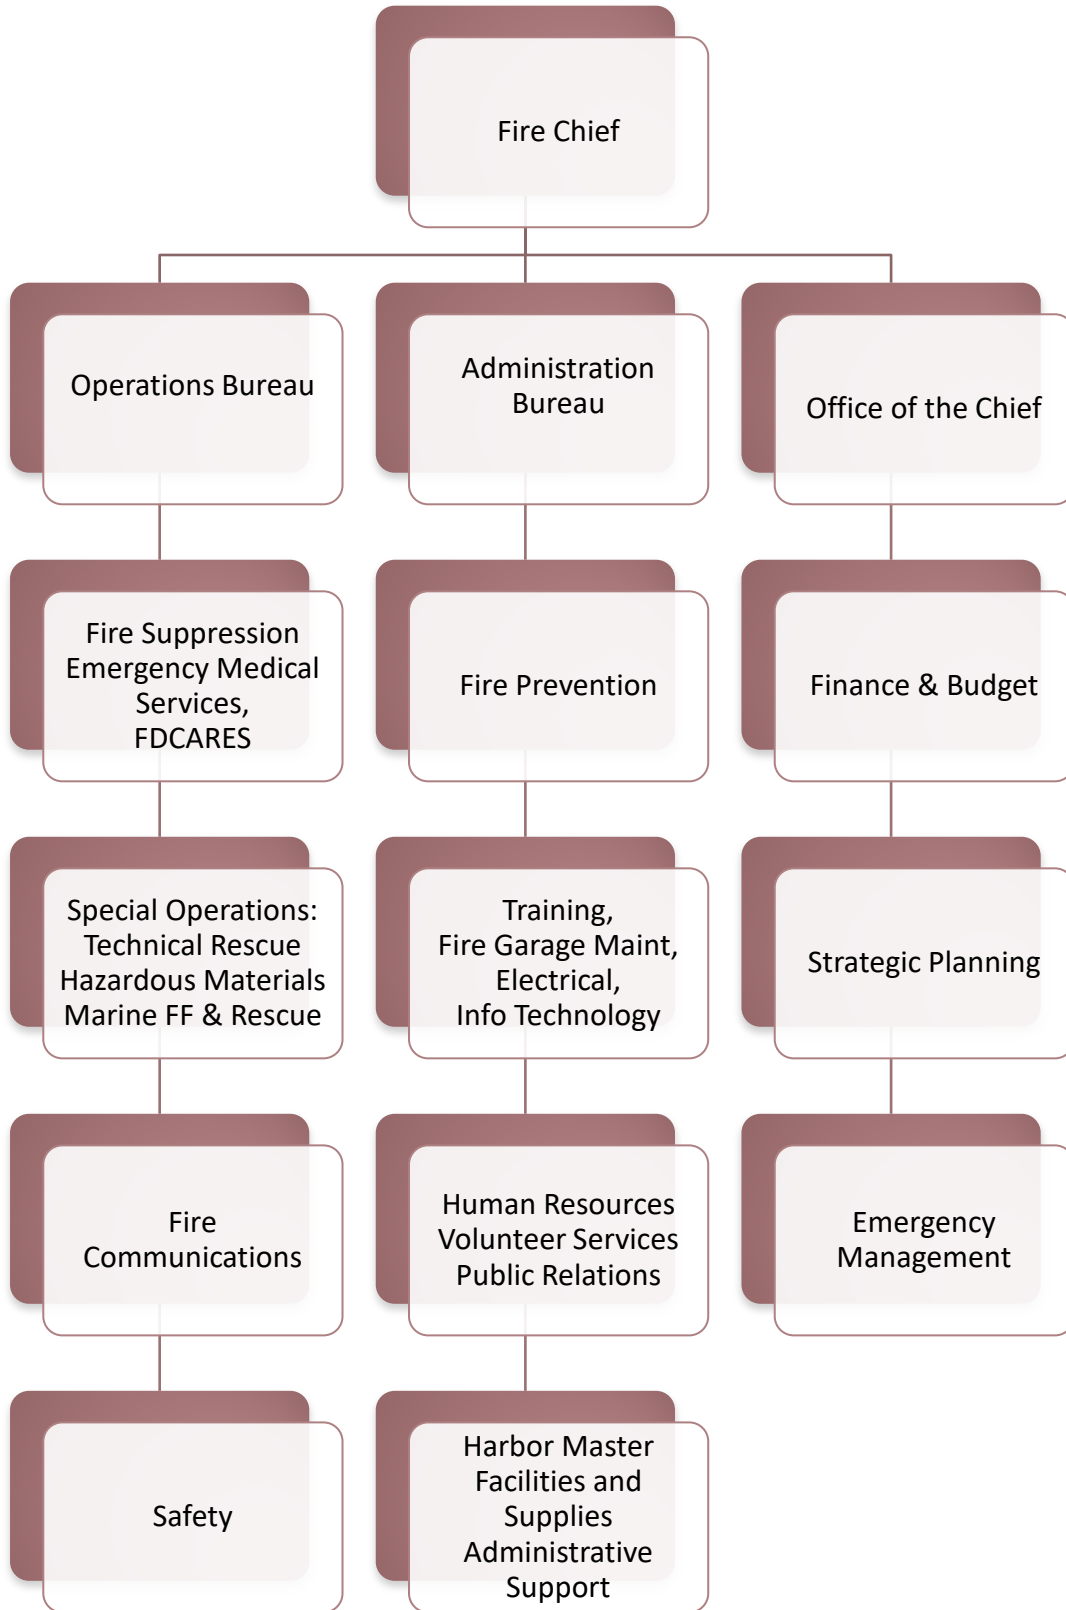 Fire Chief
Operations Bureau
Administration
Bureau
Office of the Chief
Fire Suppression
Emergency Medical
Services,
FDCARES
Fire Prevention
Finance & Budget
Special Operations:
Technical Rescue
Hazardous Materials
Marine FF & Rescue
Training,
Fire Garage Maint,
Electrical,
Info Technology
Strategic Planning
Fire
Communications
Human Resources
Volunteer Services
Public Relations
Emergency
Management
Safety
Harbor Master
Facilities and
Supplies
Administrative
Support